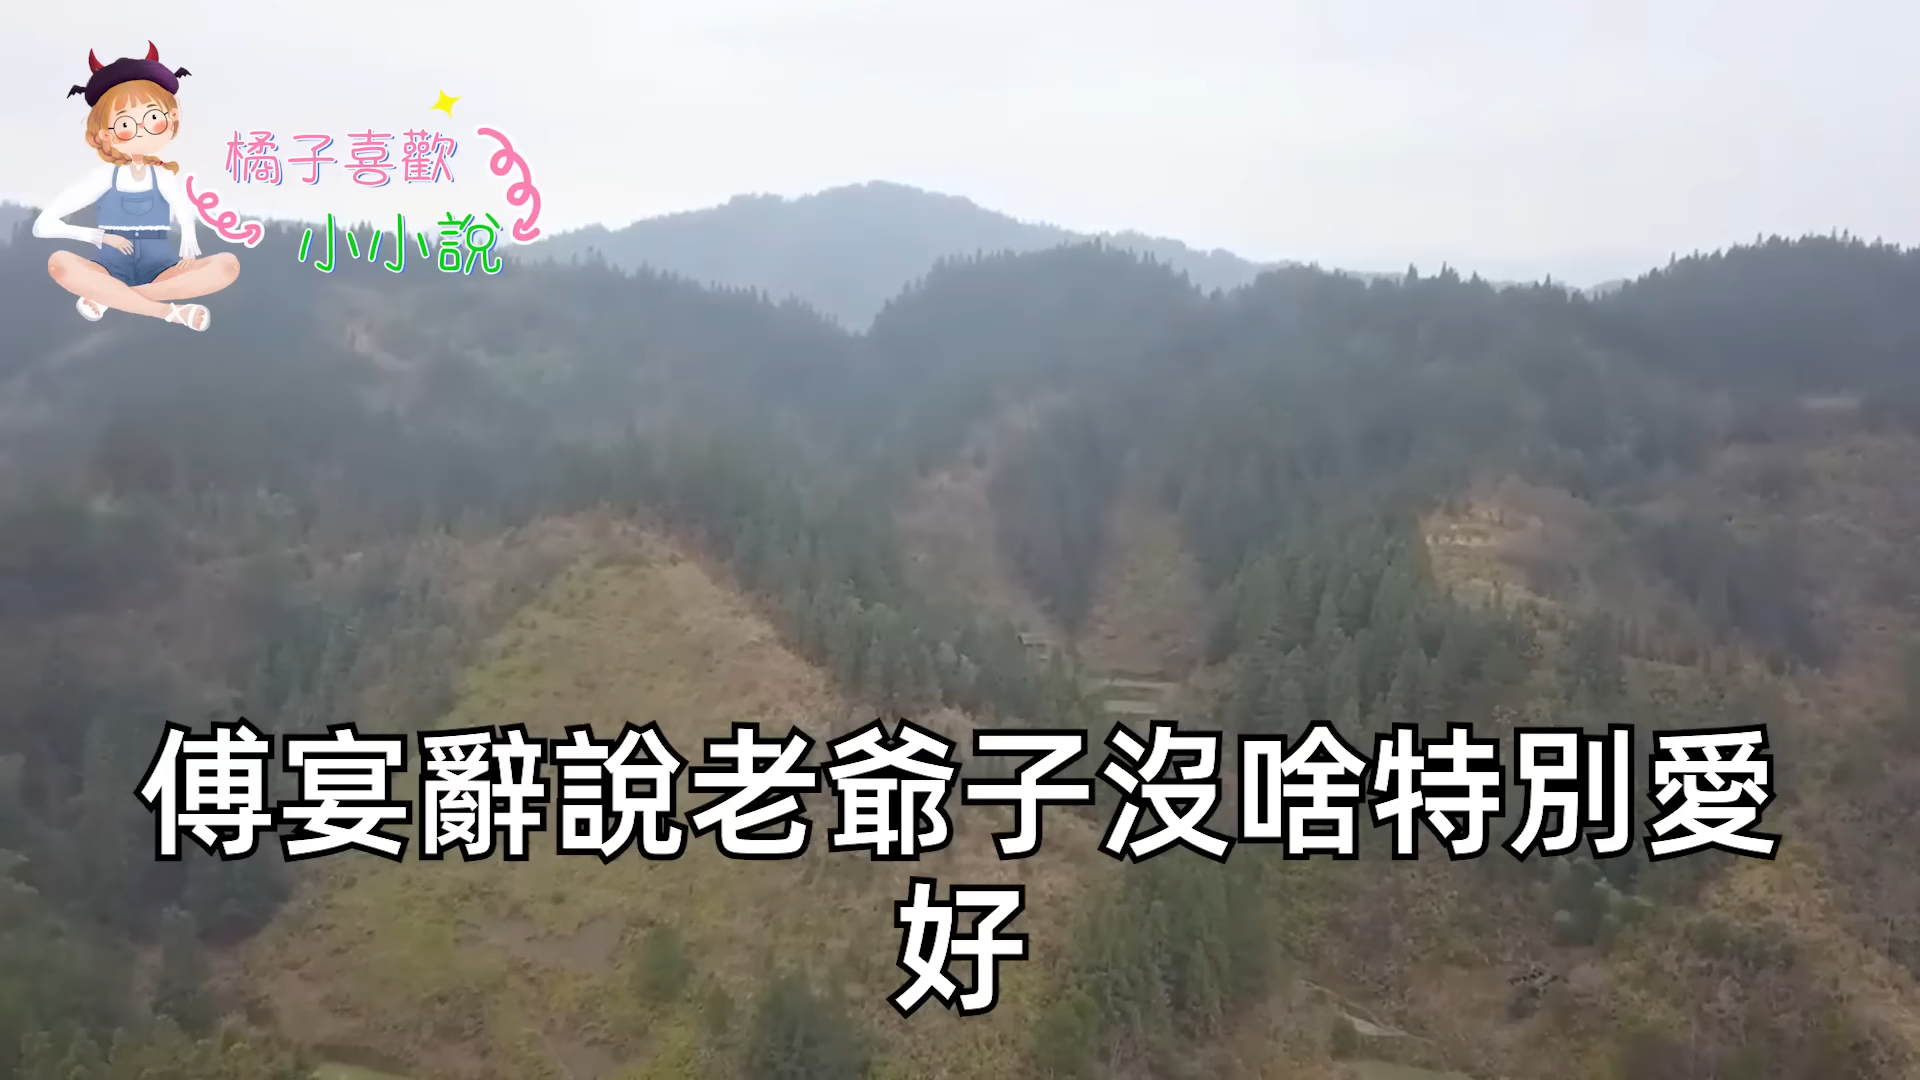 橘子喜歡
小小說
傅宴辭說老爺子沒啥特別愛
好